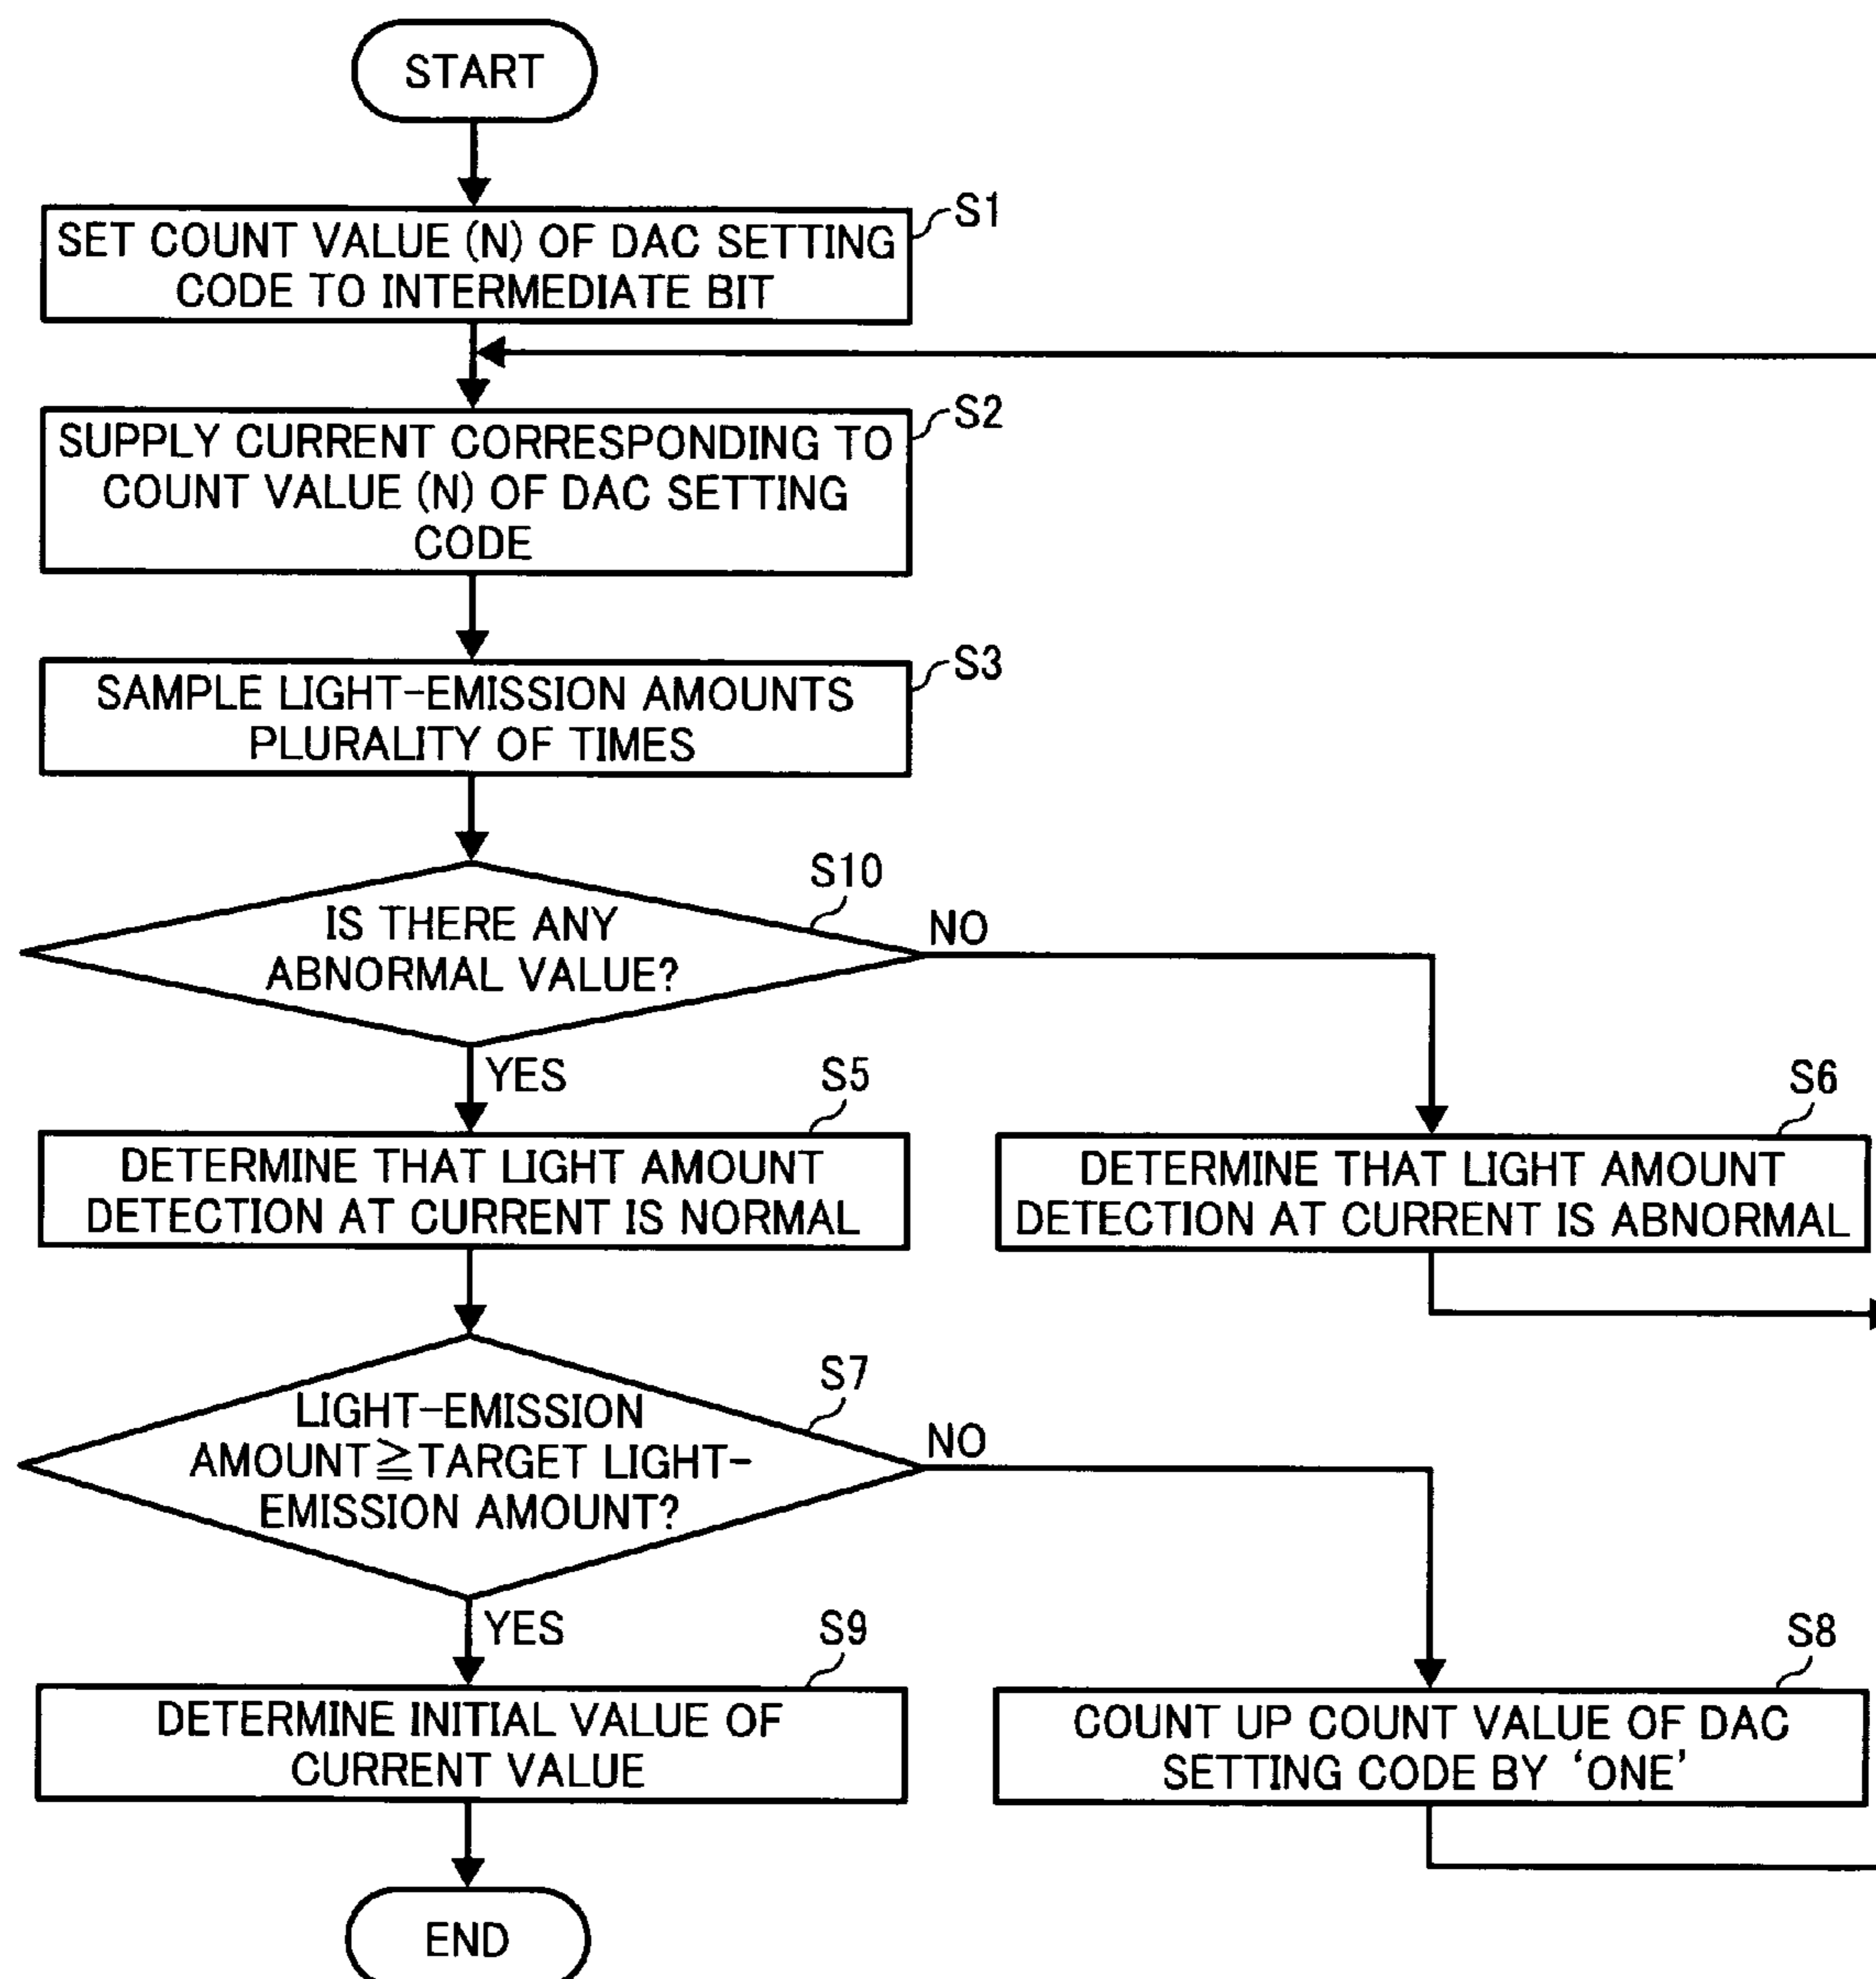 START
S1
SET COUNT VALUE (N) OF DAC SETTING
CODE TO INTERMEDIATE BIT
S2
SUPPLY CURRENT CORRESPONDING TO
COUNT VALUE (N) OF DAC SETTING
CODE
S3
SAMPLE LIGHT-EMISSION AMOUNTS
PLURALITY OF TIMES
S10
IS THERE ANY
ABNORMAL VALUE?
NO
YES
S5
DETERMINE THAT LIGHT AMOUNT
DETECTION AT CURRENT IS NORMAL
S6
DETERMINE THAT LIGHT AMOUNT
DETECTION AT CURRENT IS ABNORMAL
S7
LIGHT-EMISSION
AMOUNT≧TARGET LIGHT-
EMISSION AMOUNT?
NO
YES
S9
DETERMINE INITIAL VALUE OF
CURRENT VALUE
S8
COUNT UP COUNT VALUE OF DAC
SETTING CODE BY ‘ONE’
END